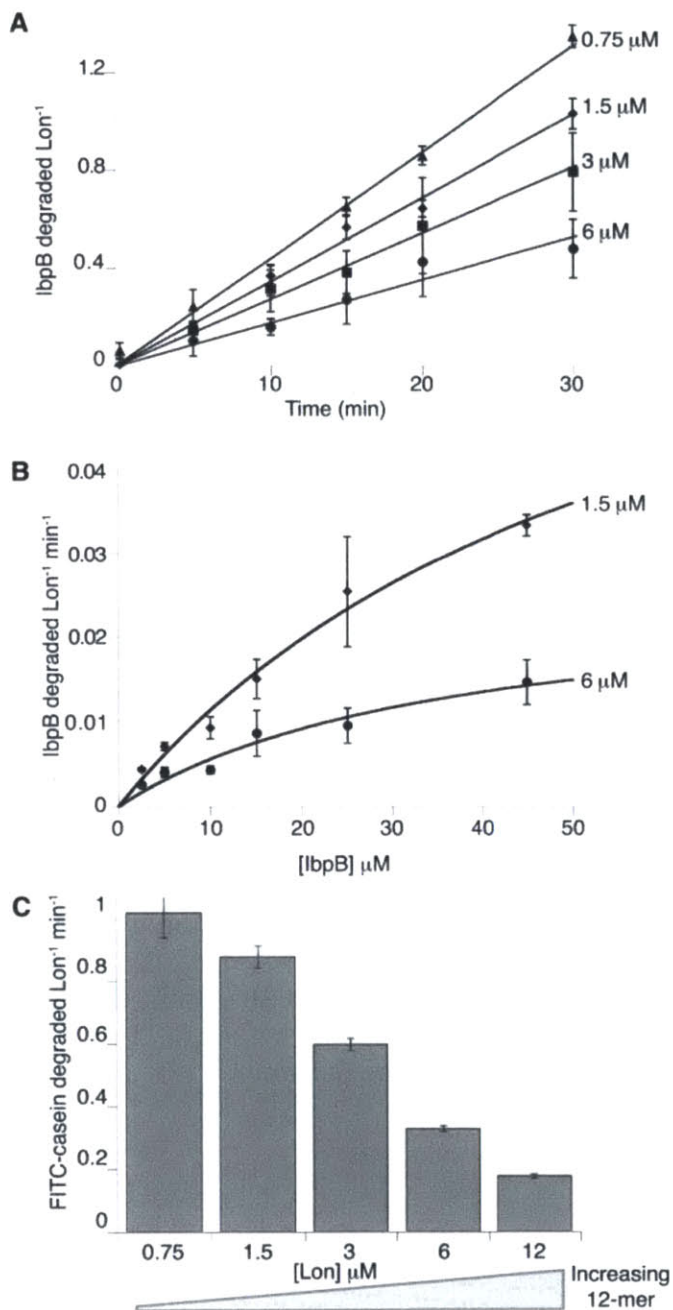 A
IbpB degraded Lon⁻¹
1.2
0.8
0.4
0
0 10 20 30
Time (min)
0.75 µM
1.5 µM
3 µM
6 µM
B
IbpB degraded Lon⁻¹ min⁻¹
0.04
0.03
0.02
0.01
0
0 10 20 30 40 50
[IbpB] µM
1.5 µM
6 µM
C
FITC-casein degraded Lon⁻¹ min⁻¹
1
0.8
0.6
0.4
0.2
0
0.75 1.5 3 6 12
[Lon] µM
Increasing
12-mer